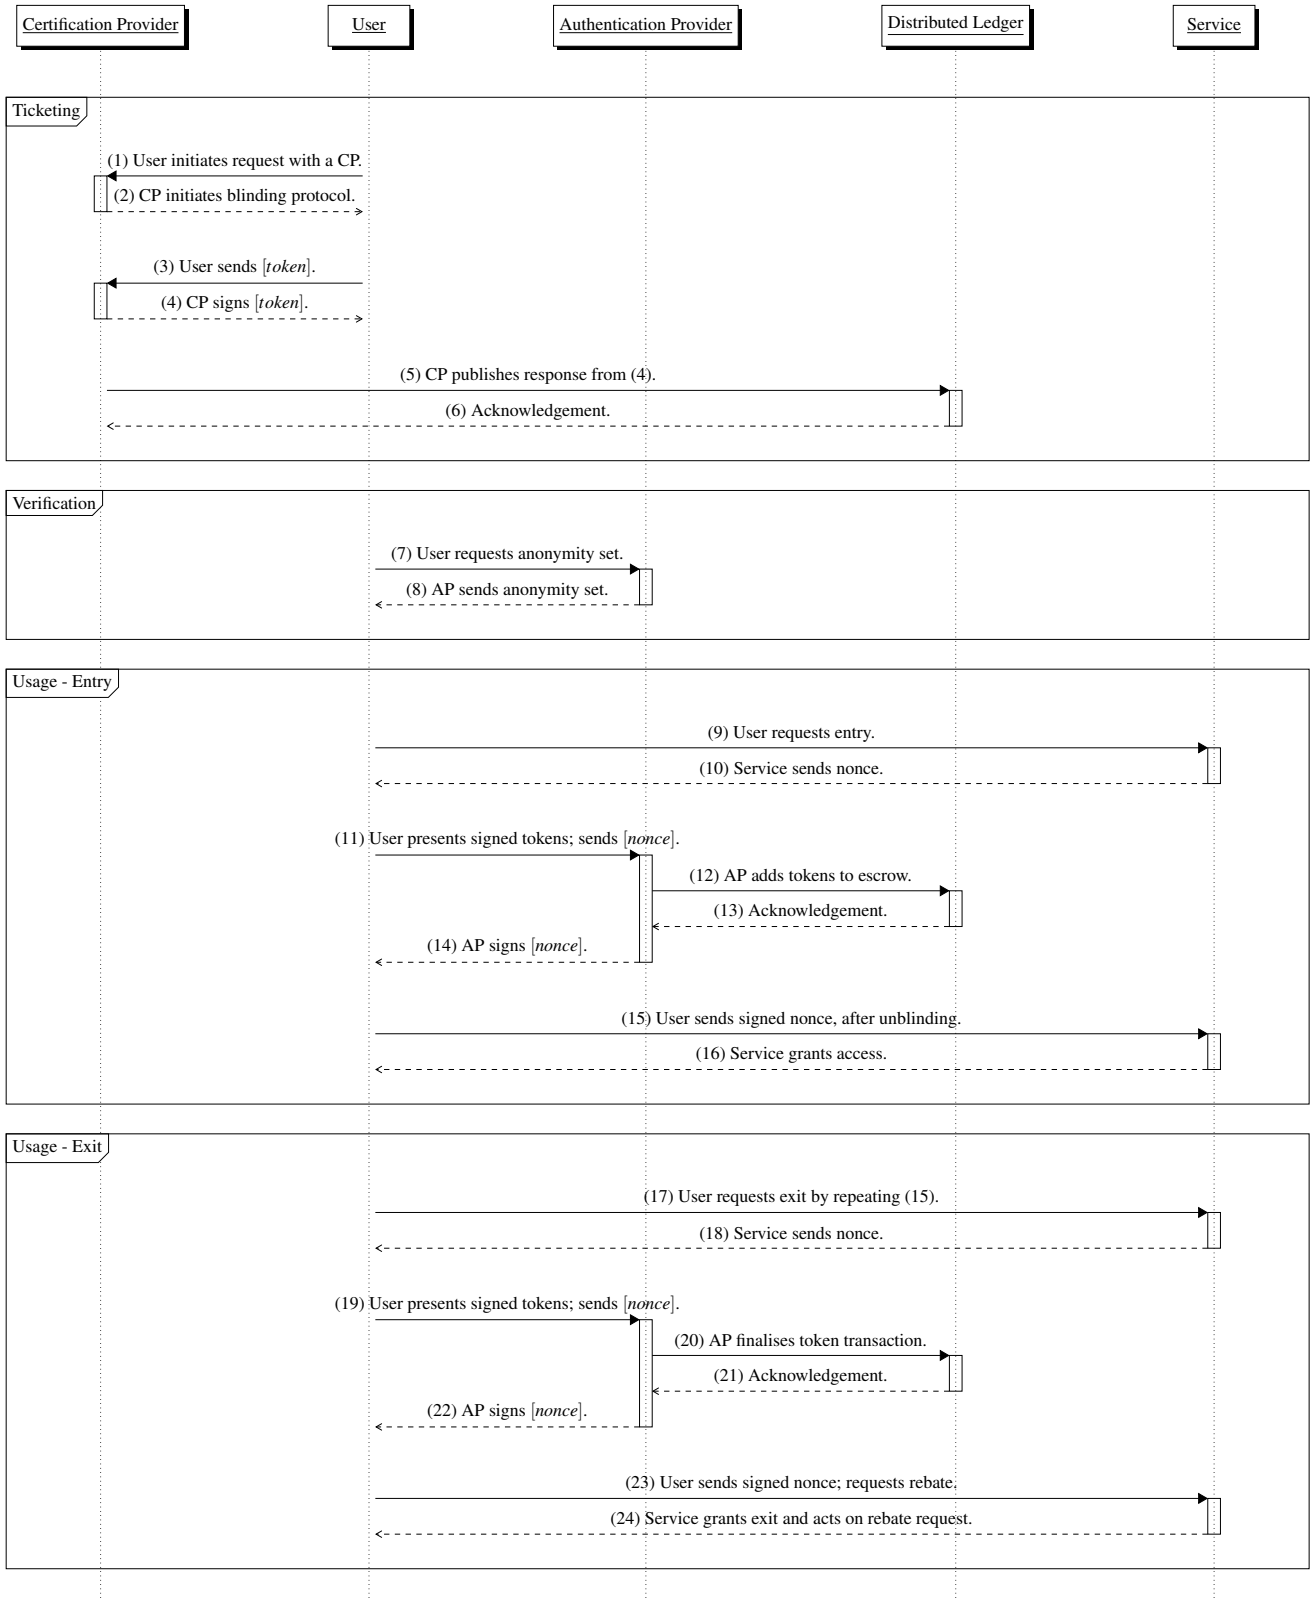 Certification Provider
User
Authentication Provider
Distributed Ledger
Service
Ticketing
(1) User initiates request with a CP.
(2) CP initiates blinding protocol.
(3) User sends [token].
(4) CP signs [token].
(5) CP publishes response from (4).
(6) Acknowledgement.
Verification
(7) User requests anonymity set.
(8) AP sends anonymity set.
Usage - Entry
(9) User requests entry.
(10) Service sends nonce.
(11) User presents signed tokens; sends [nonce].
(12) AP adds tokens to escrow.
(13) Acknowledgement.
(14) AP signs [nonce].
(15) User sends signed nonce, after unblinding.
(16) Service grants access.
Usage - Exit
(17) User requests exit by repeating (15).
(18) Service sends nonce.
(19) User presents signed tokens; sends [nonce].
(20) AP finalises token transaction.
(21) Acknowledgement.
(22) AP signs [nonce].
(23) User sends signed nonce; requests rebate.
(24) Service grants exit and acts on rebate request.